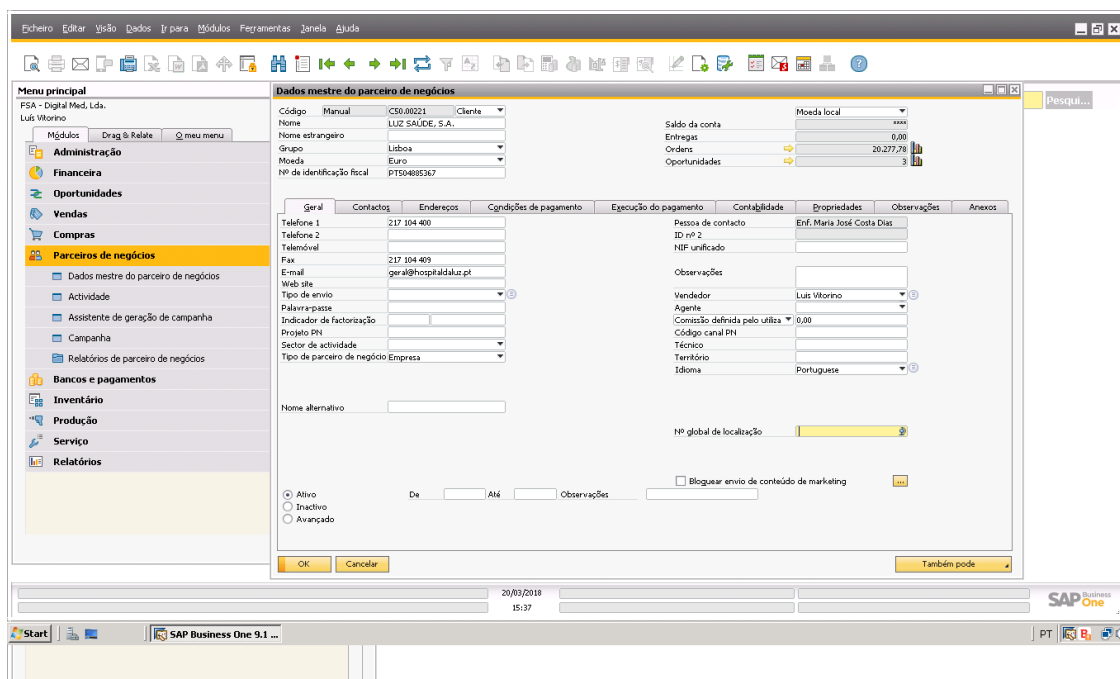 Ficheiro Editar Visão Dados Ir para Módulos Ferramentas Janela Ajuda
Menu principal
FSA - Digital Med, Lda.
Luís Vitorino
Módulos Drag & Relate O meu menu
Administração
Financeira
Oportunidades
Vendas
Compras
Parceiros de negócios
Dados mestre do parceiro de negócios
Actividade
Assistente de geração de campanha
Campanha
Relatórios de parceiro de negócios
Bancos e pagamentos
Inventário
Produção
Serviço
Relatórios
Dados mestre do parceiro de negócios
Pesqui...
Código Manual C50.00221 Cliente
Nome LUZ SAÚDE, S.A.
Nome estrangeiro
Grupo Lisboa
Moeda Euro
Nº de identificação fiscal PT504885367
Moeda local
Saldo da conta ****
Entregas 0,00
Ordens 20.277,78
Oportunidades 3
Geral Contactos Endereços Condições de pagamento Execução do pagamento Contabilidade Propriedades Observações Anexos
Telefone 1 217 104 400
Telefone 2
Telemóvel
Fax 217 104 409
E-mail geral@hospitaldaluz.pt
Web site
Tipo de envio
Palavra-passe
Indicador de factorização
Projeto PN
Sector de actividade
Tipo de parceiro de negócio Empresa
Nome alternativo
Pessoa de contacto Enf. Maria José Costa Dias
ID nº 2
NIF unificado
Observações
Vendedor Luis Vitorino
Agente
Comissão definida pelo utiliza 0,00
Código canal PN
Técnico
Território
Idioma Portuguese
Nº global de localização
Bloquear envio de conteúdo de marketing ...
Ativo De Até Observações
Inactivo
Avançado
OK Cancelar Também pode
20/03/2018
15:37
SAP Business One
Start SAP Business One 9.1 ... PT